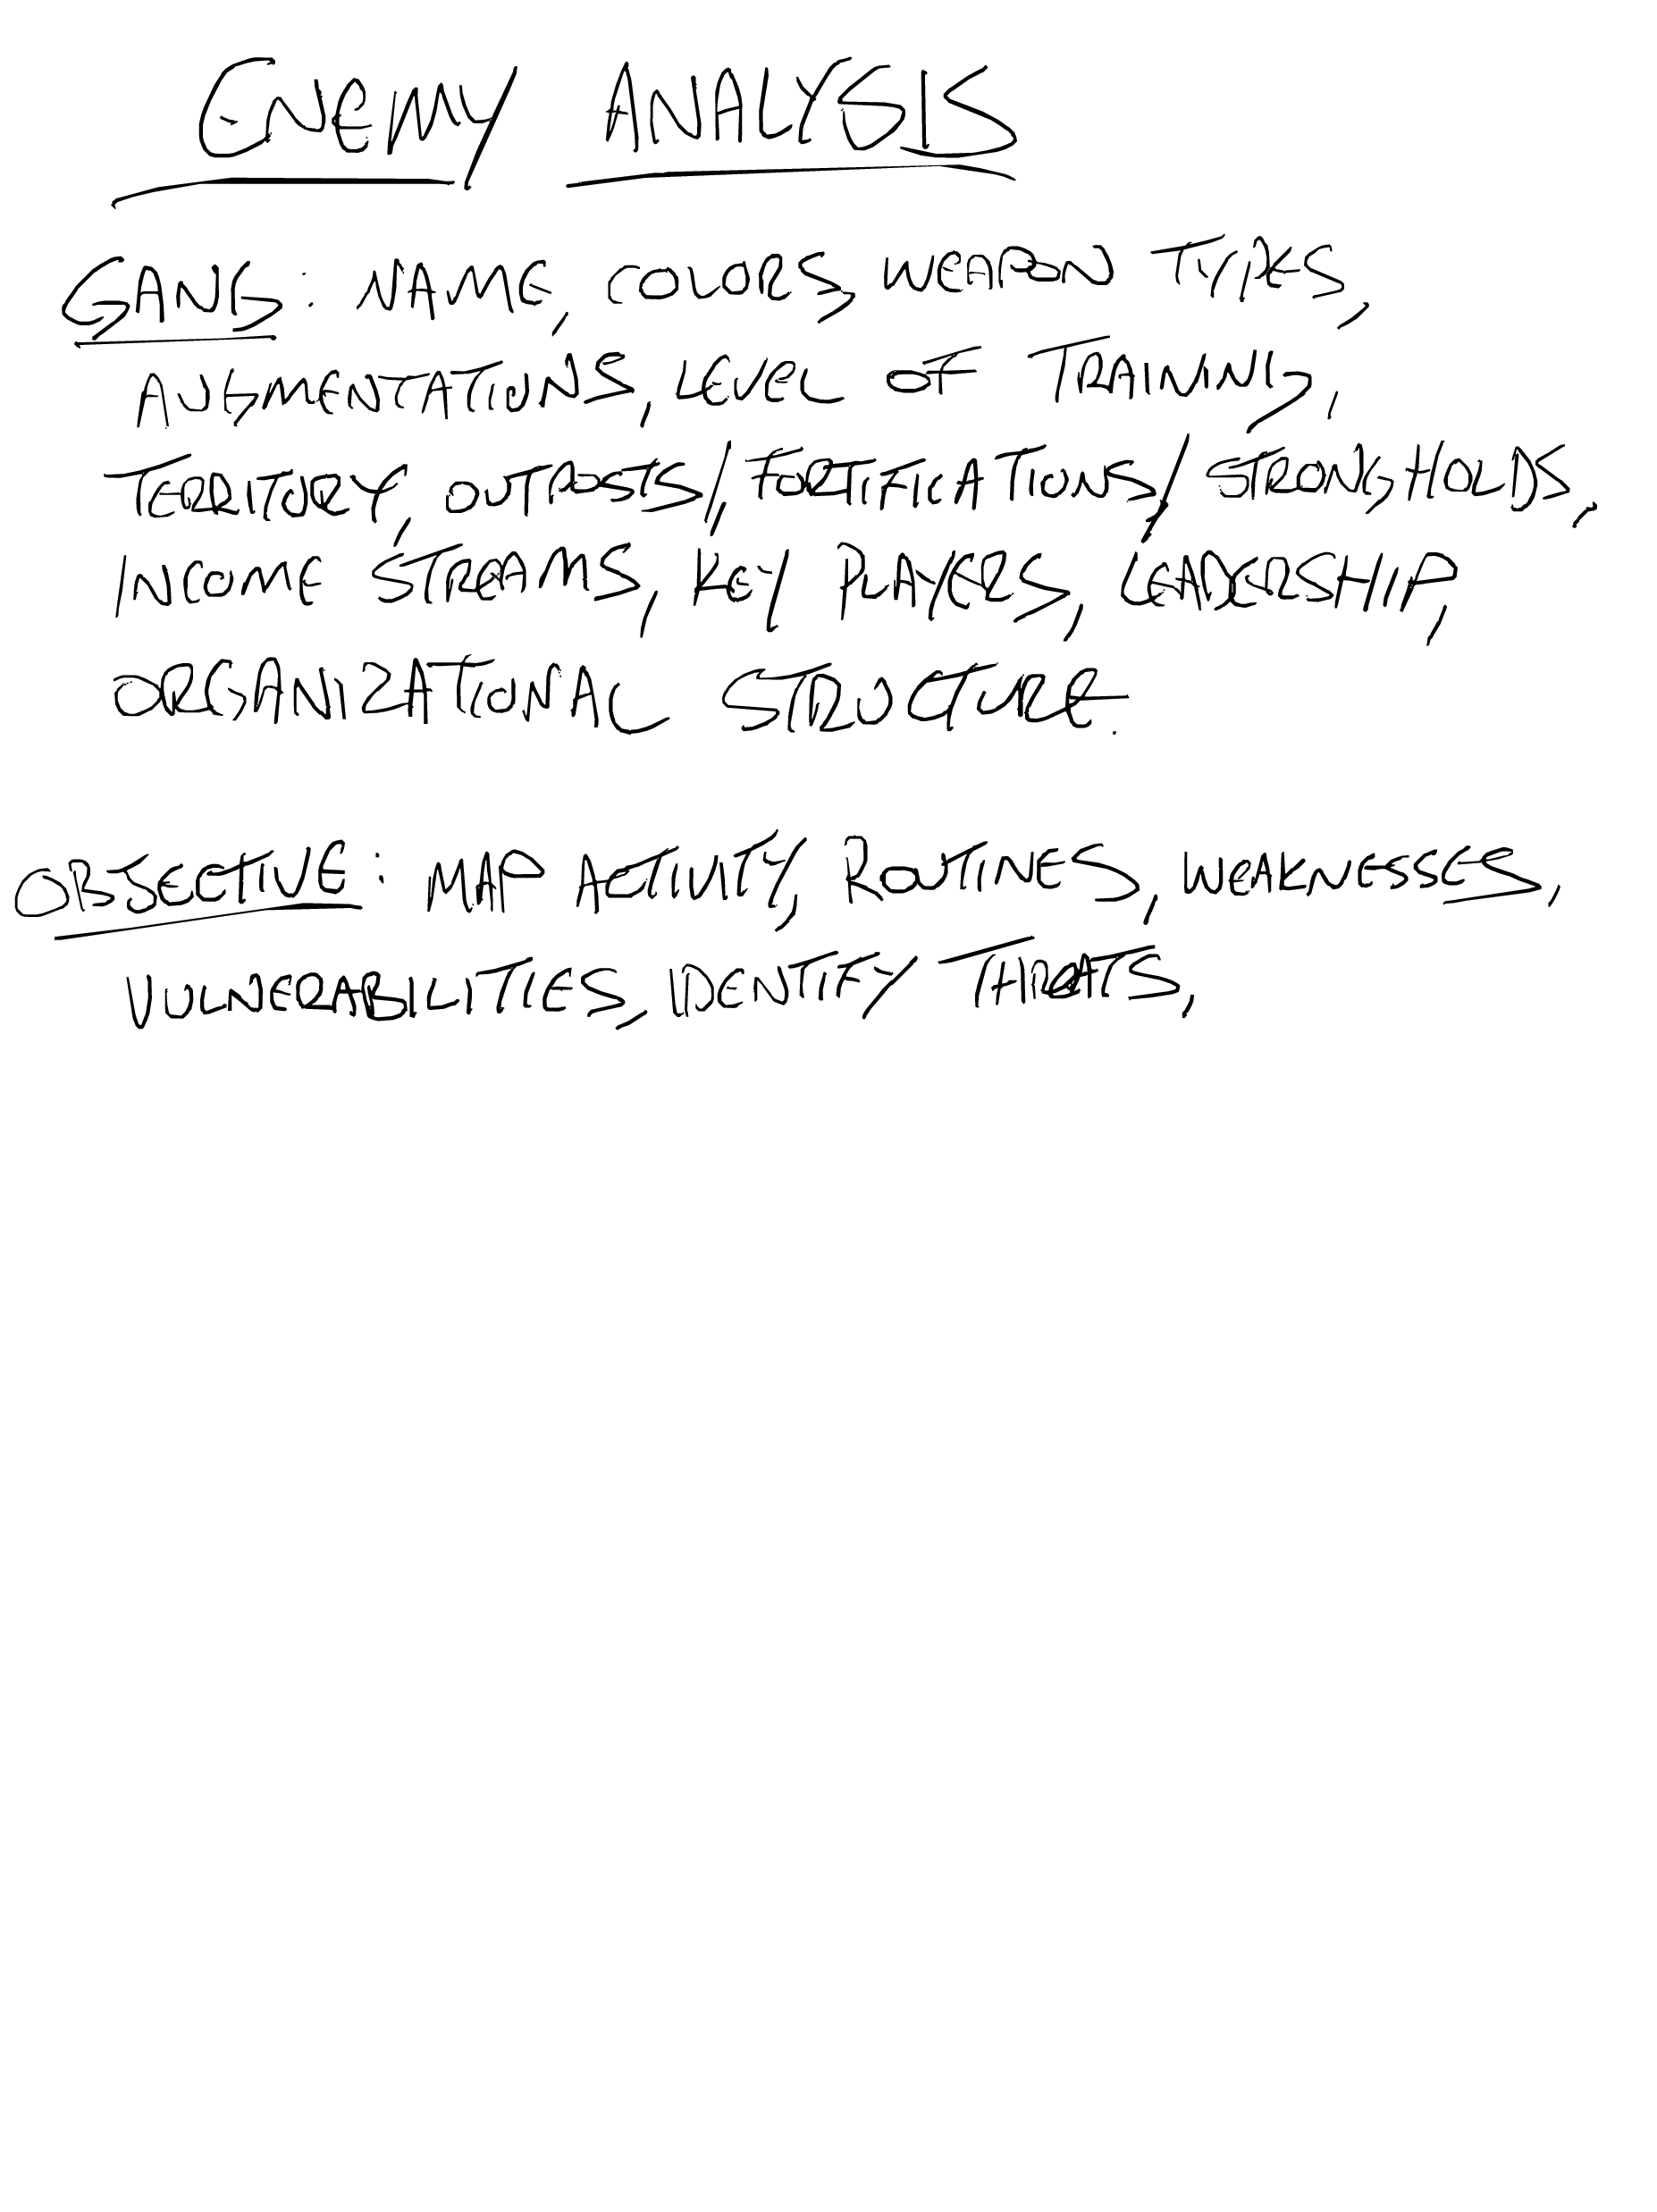 ENEMY ANALYSIS
GANG: NAME, COLORS, WEAPON TYPES,
AUGMENTATIONS, LEVEL OF TRAINING,
TERRITORY, OUTPOSTS/FORTIFICATIONS/STRONGHOLDS,
INCOME STREAMS, KEY PLAYERS, LEADERSHIP,
ORGANIZATIONAL STRUCTURE.
OBJECTIVE: MAP ACTIVITY, ROUTINES, WEAKNESSES,
VULNERABILITIES, IDENTIFY THREATS,